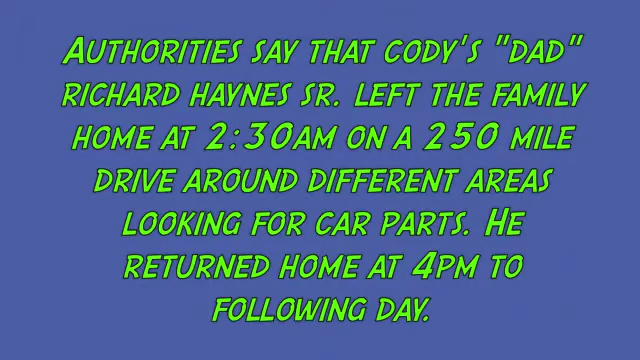 Authorities say that cody's "dad"
richard haynes sr. left the family
home at 2:30am on a 250 mile
drive around different areas
looking for car parts. He
returned home at 4pm to
following day.